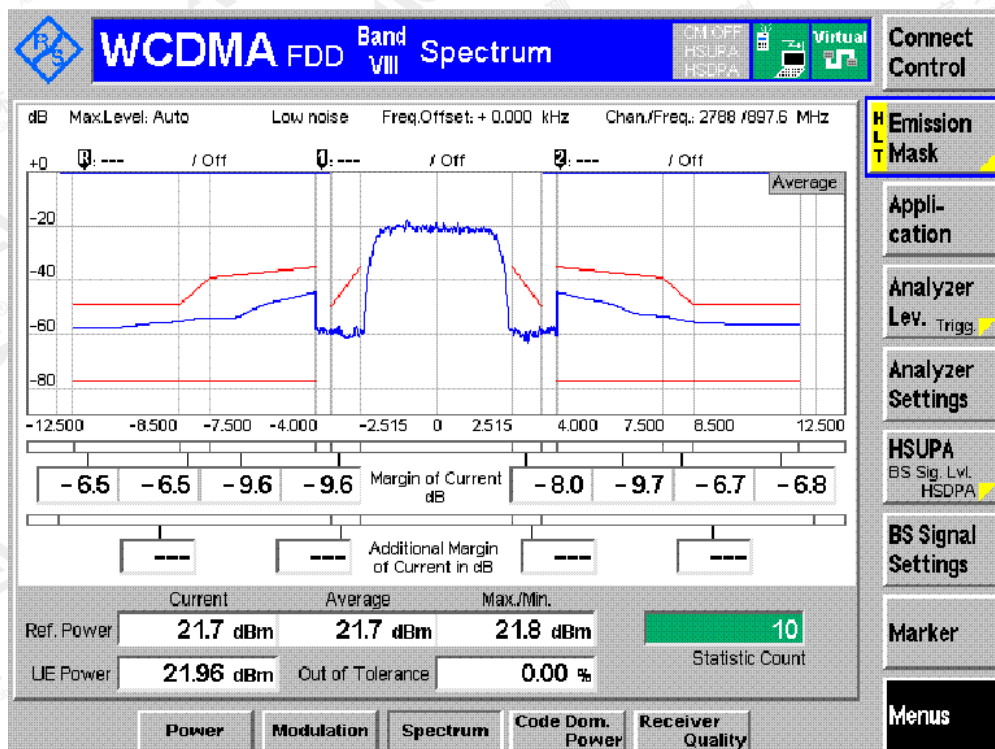 R&S
WCDMA FDD Band VIII Spectrum
CM OFF
HSUPA
HSDPA
Virtual
Connect Control
dB Max.Level: Auto Low noise Freq.Offset: + 0.000 kHz Chan./Freq.: 2788 /897.6 MHz
HLT
Emission Mask
+0 R: --- / Off 1: --- / Off 2: --- / Off
Average
Appli-
cation
-20
-40
-60
-80
Analyzer
Lev. Trigg.
Analyzer
Settings
-12.500 -8.500 -7.500 -4.000 -2.515 0 2.515 4.000 7.500 8.500 12.500
HSUPA
BS Sig. Lvl.
HSDPA
-6.5 -6.5 -9.6 -9.6 Margin of Current dB -8.0 -9.7 -6.7 -6.8
BS Signal
Settings
--- --- Additional Margin of Current in dB --- ---
Current Average Max./Min.
Ref. Power 21.7 dBm 21.7 dBm 21.8 dBm 10
Statistic Count
Marker
UE Power 21.96 dBm Out of Tolerance 0.00 %
Menus
Power Modulation Spectrum Code Dom. Power Receiver Quality